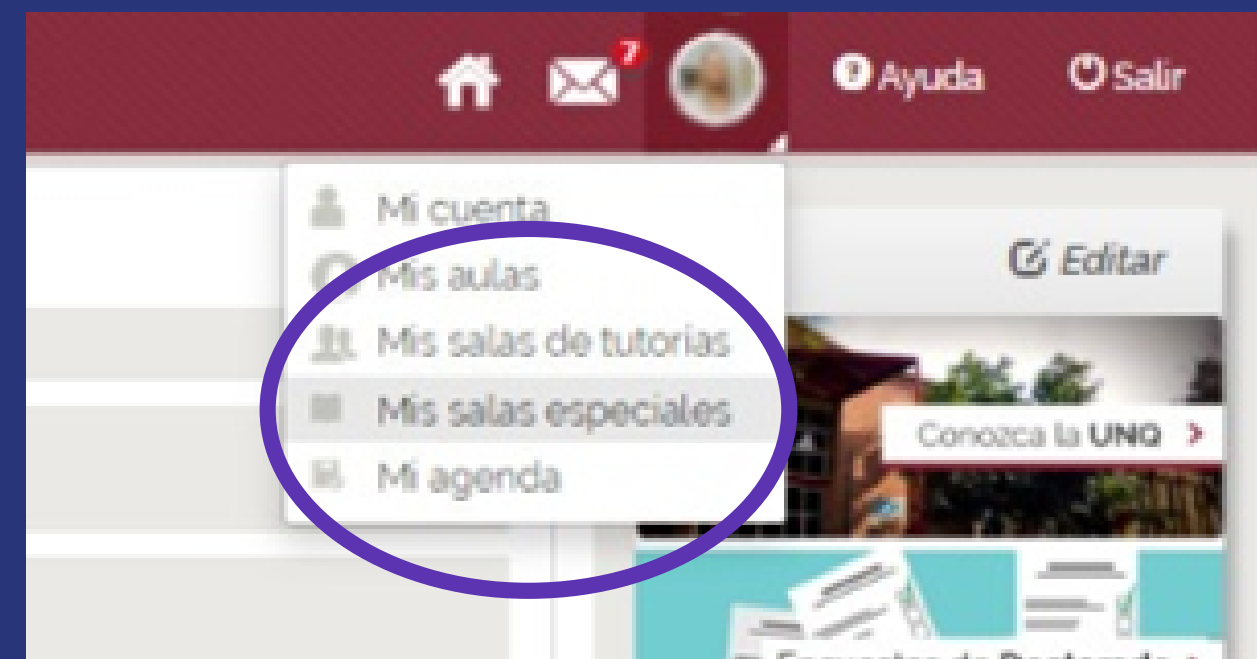 7
Ayuda
Salir
Mi cuenta
Mis aulas
Editar
Mis salas de tutorías
Mis salas especiales
Conozca la UNQ >
Mi agenda